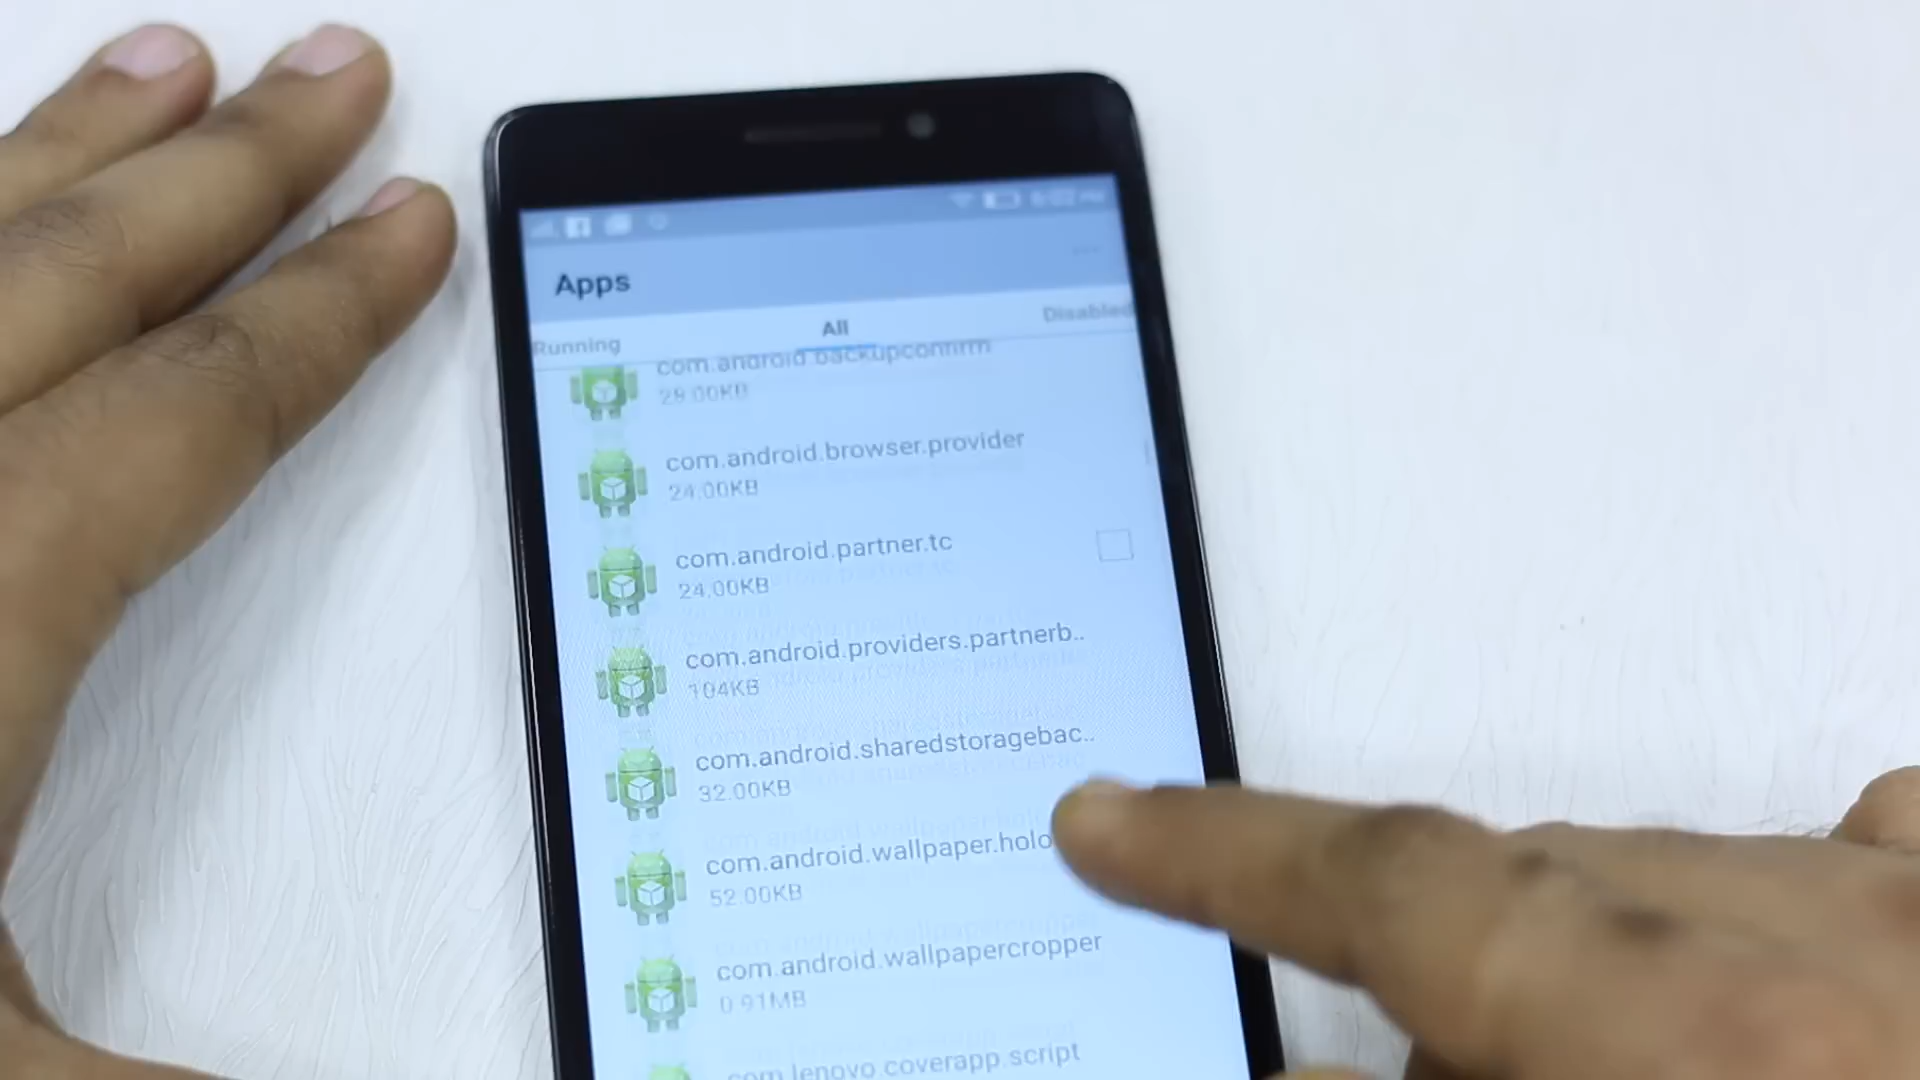 Apps
Running
All
Disabled
com.android.backupconfirm
28.00KB
com.android.browser.provider
24.00KB
com.android.partner.tc
24.00KB
com.android.providers.partnerb..
104KB
com.android.sharedstoragebac..
32.00KB
com.android.wallpaper.holo
52.00KB
com.android.wallpapercropper
0.91MB
com.lenovo.coverapp.script